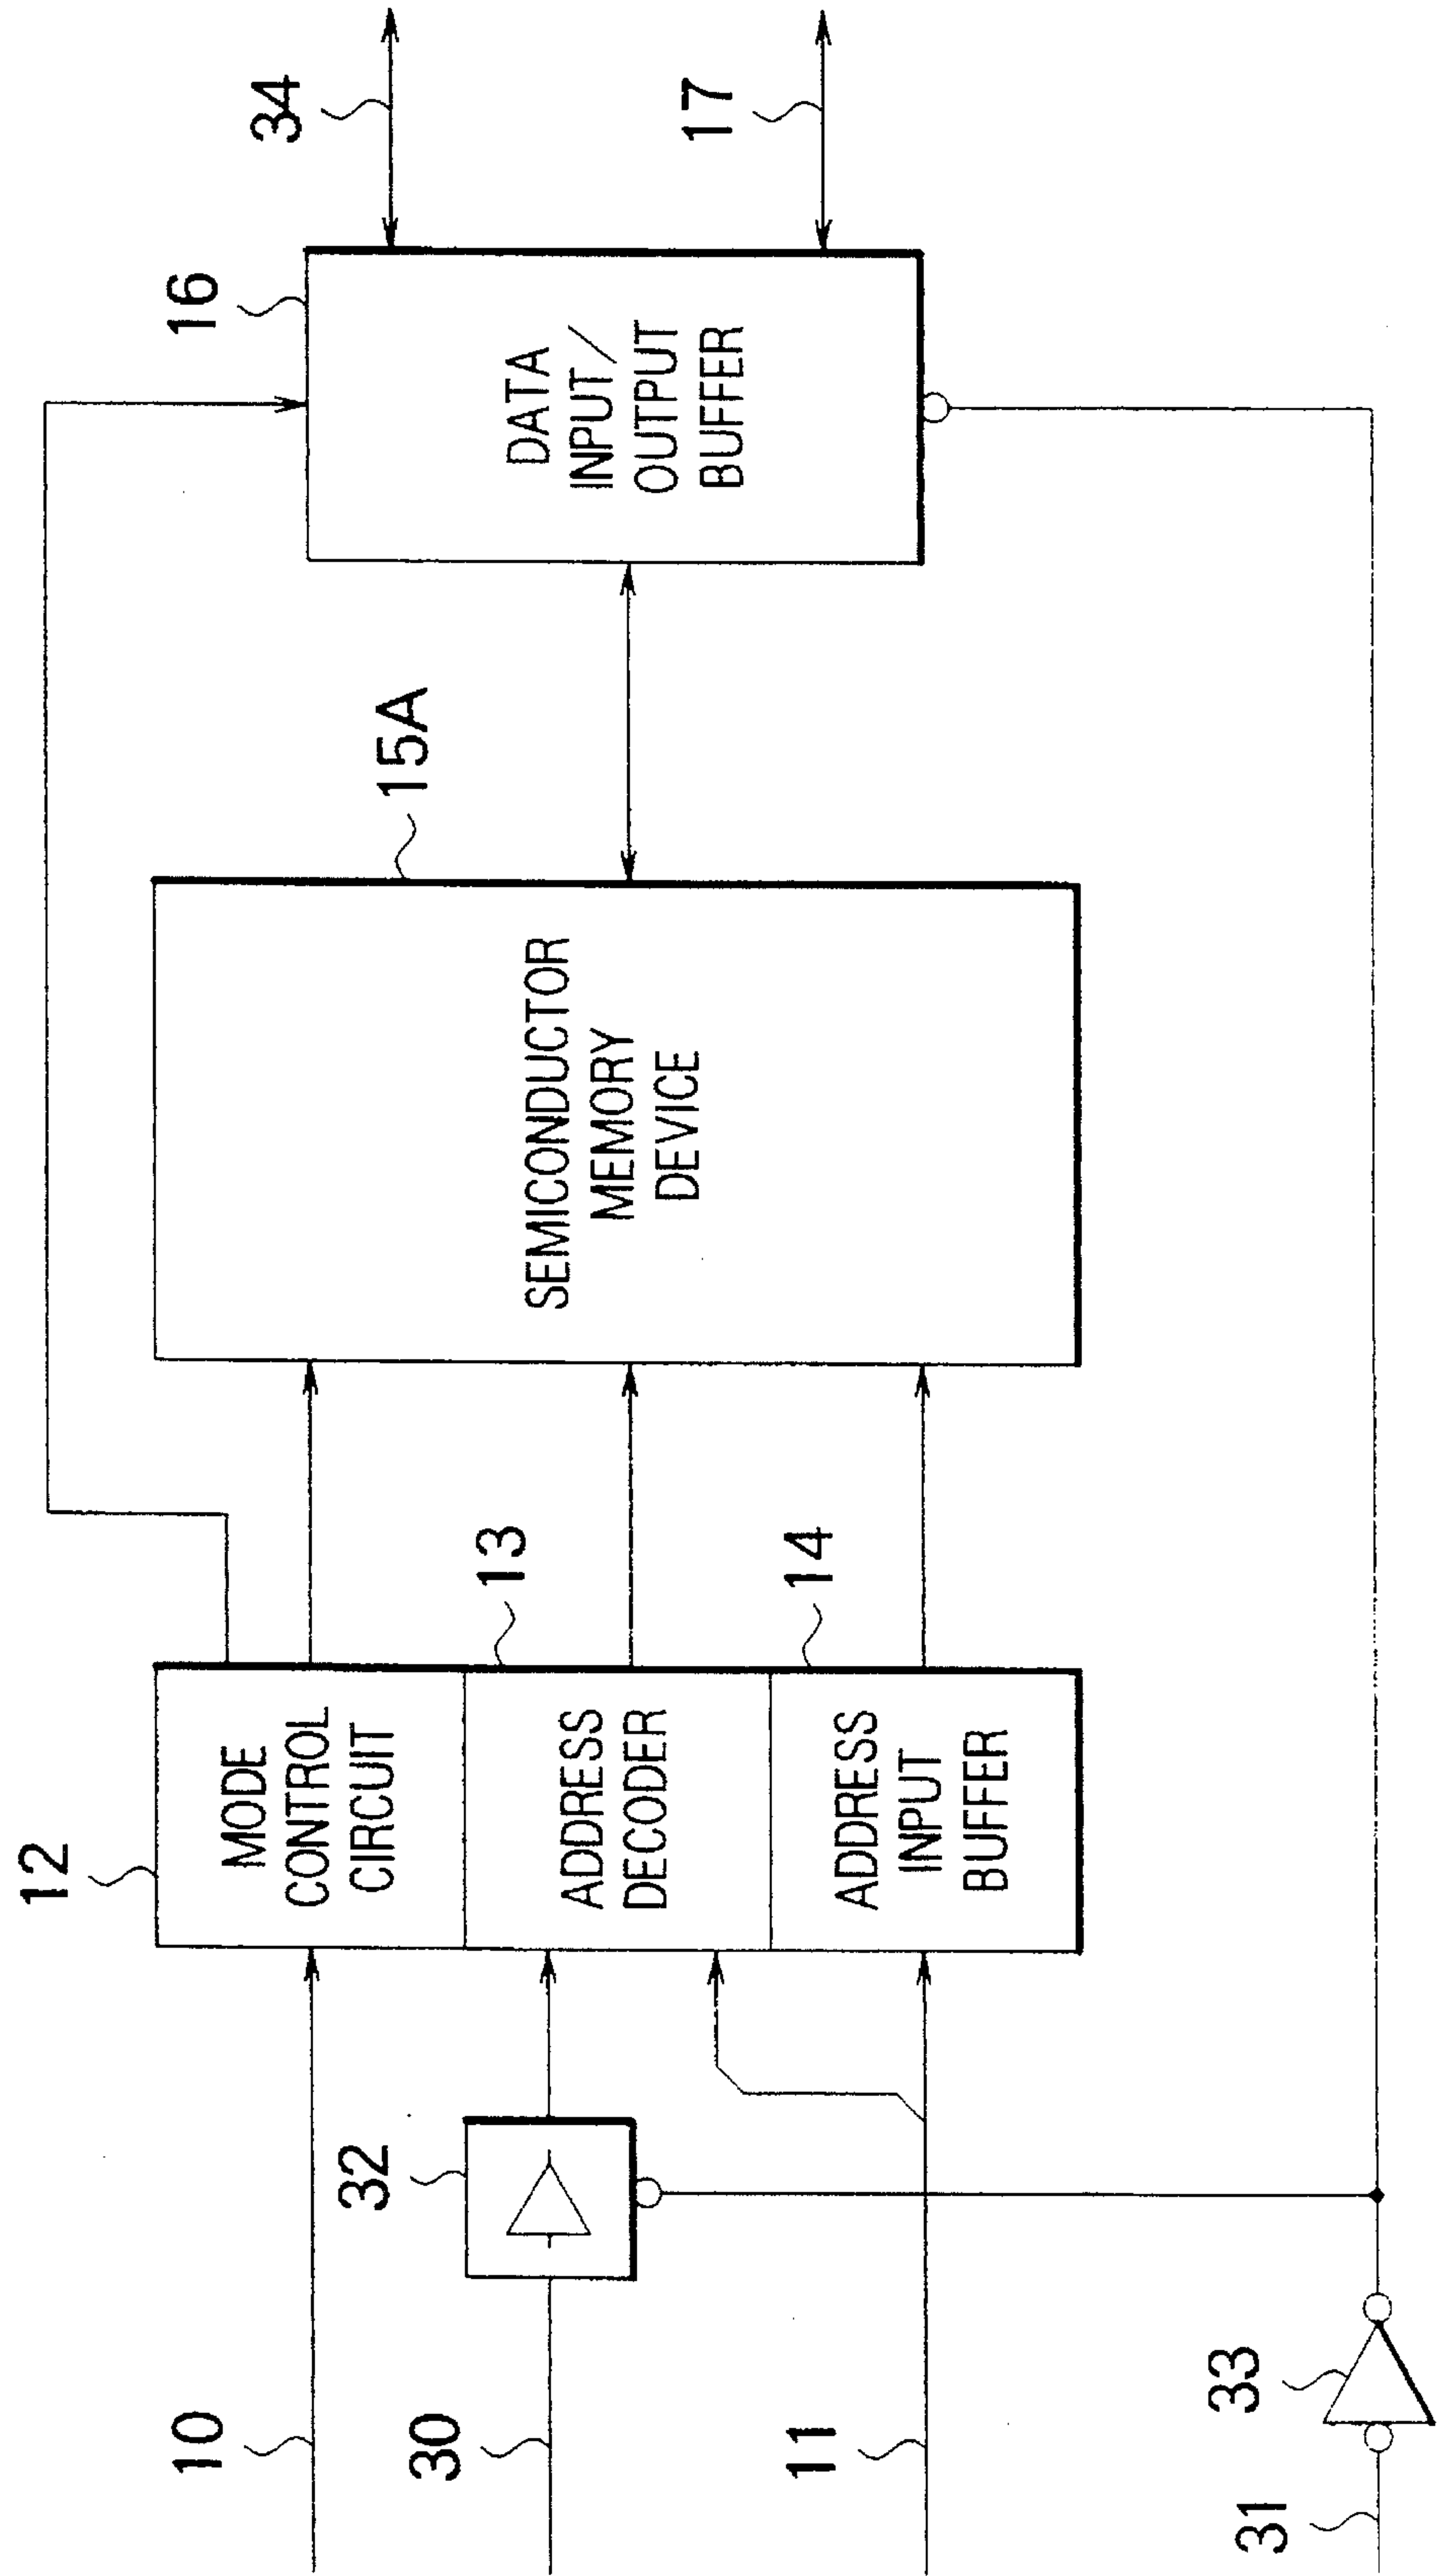 10
30
11
31
32
33
12
MODE
CONTROL
CIRCUIT
13
ADDRESS
DECODER
14
ADDRESS
INPUT
BUFFER
15A
SEMICONDUCTOR
MEMORY
DEVICE
16
DATA
INPUT/
OUTPUT
BUFFER
34
17